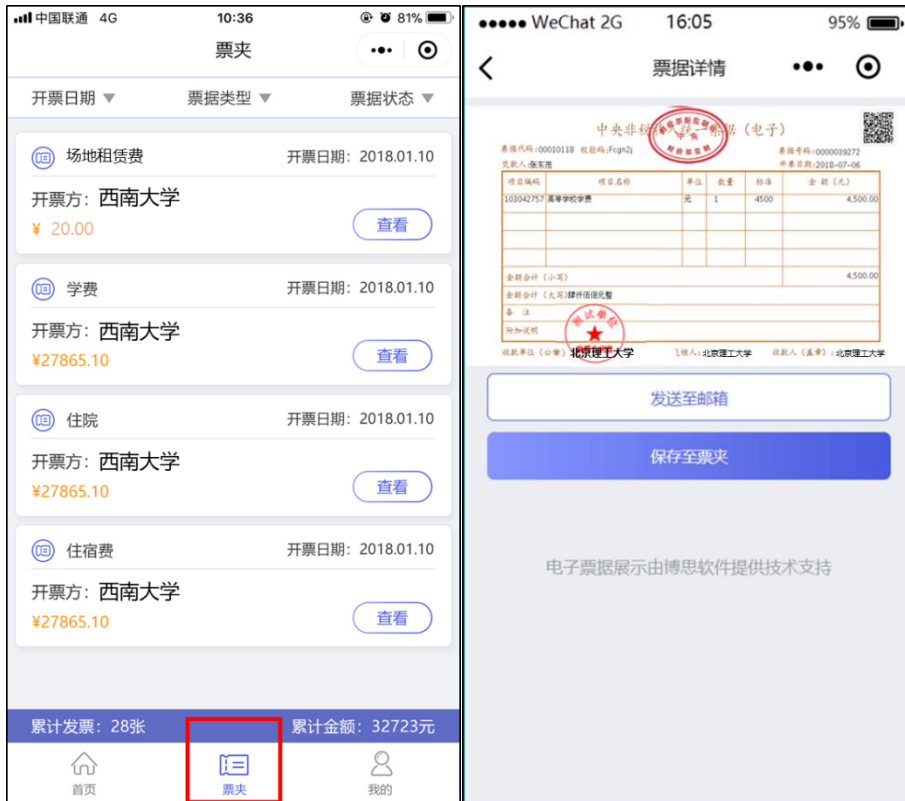 中国联通 4G 10:36 81%
票夹
开票日期 票据类型 票据状态
场地租赁费 开票日期：2018.01.10
开票方：西南大学
¥ 20.00 查看
学费 开票日期：2018.01.10
开票方：西南大学
¥27865.10 查看
住院 开票日期：2018.01.10
开票方：西南大学
¥27865.10 查看
住宿费 开票日期：2018.01.10
开票方：西南大学
¥27865.10 查看
累计发票：28张 累计金额：32723元
首页 票夹 我的
WeChat 2G 16:05 95%
票据详情
中央非税 票据（电子）
票据代码:00010118 校验码:Fcgn2j 票据号码:0000039272
交款人:张东茂 开票日期:2018-07-06
项目编码 项目名称 单位 数量 标准 金额（元）
103042757 高等学校学费 元 1 4500 4,500.00
金额合计（小写） 4,500.00
金额合计（大写）肆仟伍佰元整
备 注
附加说明
测试单位
收款单位（公章）北京理工大学 北京理工大学 收款人（盖章）:北京理工大学
发送至邮箱
保存至票夹
电子票据展示由博思软件提供技术支持